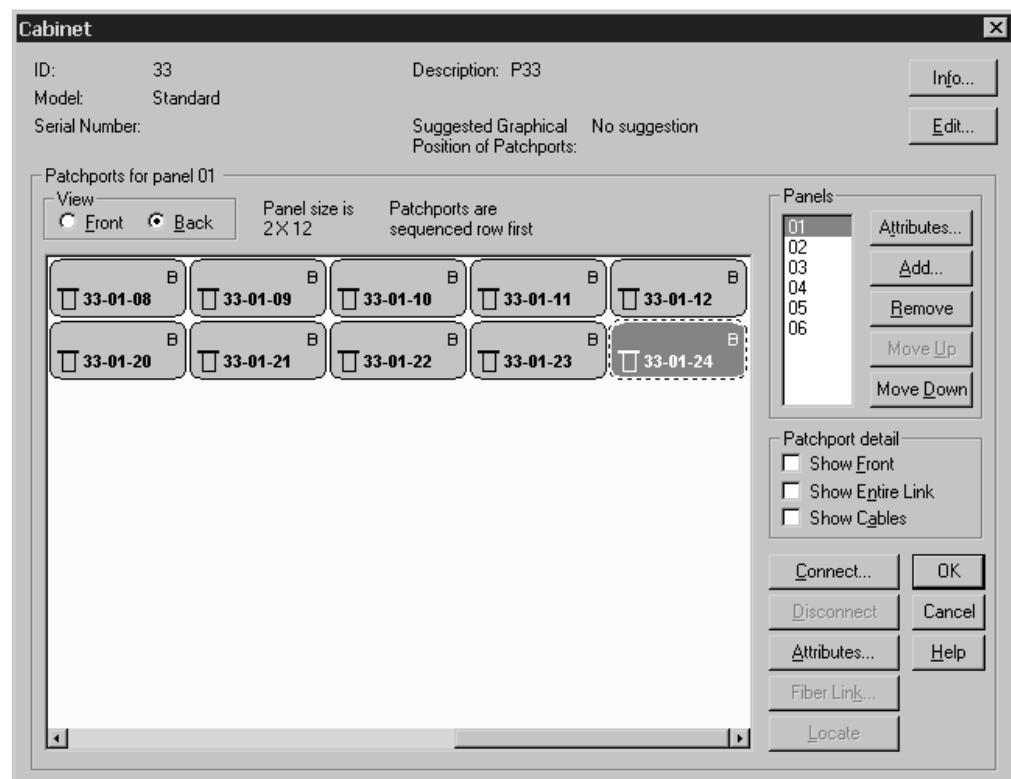 Cabinet
ID: 33 Description: P33 Info...
Model: Standard
Serial Number: Suggested Graphical No suggestion Edit...
Position of Patchports:
Patchports for panel 01
View
Front Back
Panel size is
2X12
Patchports are
sequenced row first
B B B B B
33-01-08 33-01-09 33-01-10 33-01-11 33-01-12
B B B B B
33-01-20 33-01-21 33-01-22 33-01-23 33-01-24
Panels
01
02
03
04
05
06
Attributes...
Add...
Remove
Move Up
Move Down
Patchport detail
Show Front
Show Entire Link
Show Cables
Connect... OK
Disconnect Cancel
Attributes... Help
Fiber Link...
Locate